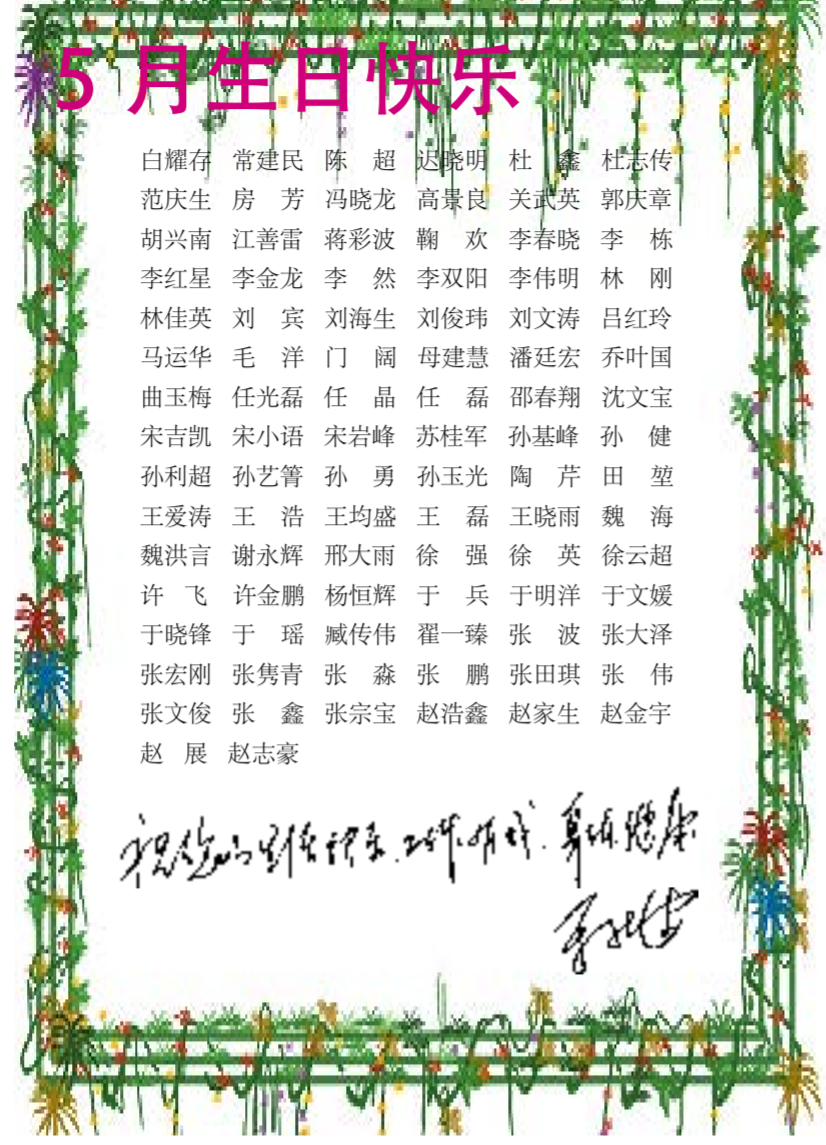 5月生日快乐
白耀存 常建民 陈 超 迟晓明 杜 鑫 杜志传
范庆生 房 芳 冯晓龙 高景良 关武英 郭庆章
胡兴南 江善雷 蒋彩波 鞠 欢 李春晓 李 栋
李红星 李金龙 李 然 李双阳 李伟明 林 刚
林佳英 刘 宾 刘海生 刘俊玮 刘文涛 吕红玲
马运华 毛 洋 门 阔 母建慧 潘廷宏 乔叶国
曲玉梅 任光磊 任 晶 任 磊 邵春翔 沈文宝
宋吉凯 宋小语 宋岩峰 苏桂军 孙基峰 孙 健
孙利超 孙艺箐 孙 勇 孙玉光 陶 芹 田 堃
王爱涛 王 浩 王均盛 王 磊 王晓雨 魏 海
魏洪言 谢永辉 邢大雨 徐 强 徐 英 徐云超
许 飞 许金鹏 杨恒辉 于 兵 于明洋 于文媛
于晓锋 于 瑶 臧传伟 翟一臻 张 波 张大泽
张宏刚 张隽青 张 淼 张 鹏 张田琪 张 伟
张文俊 张 鑫 张宗宝 赵浩鑫 赵家生 赵金宇
赵 展 赵志豪
祝您的生日快乐